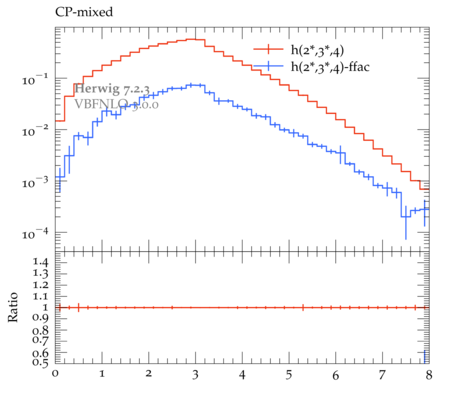 CP-mixed
h(2*,3*,4)
h(2*,3*,4)-ffac
Herwig 7.2.3
VBFNLO 3.0.0
10⁻¹
10⁻²
10⁻³
10⁻⁴
1.4
1.3
1.2
1.1
1
0.9
0.8
0.7
0.6
0.5
Ratio
0 1 2 3 4 5 6 7 8